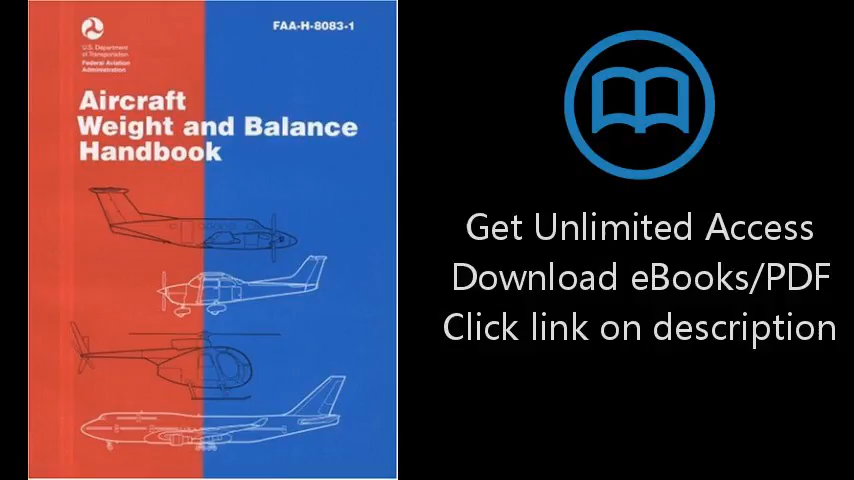 FAA-H-8083-1
U.S. Department
of Transportation
Federal Aviation
Administration
Aircraft
Weight and Balance
Handbook
Get Unlimited Access
Download eBooks/PDF
Click link on description